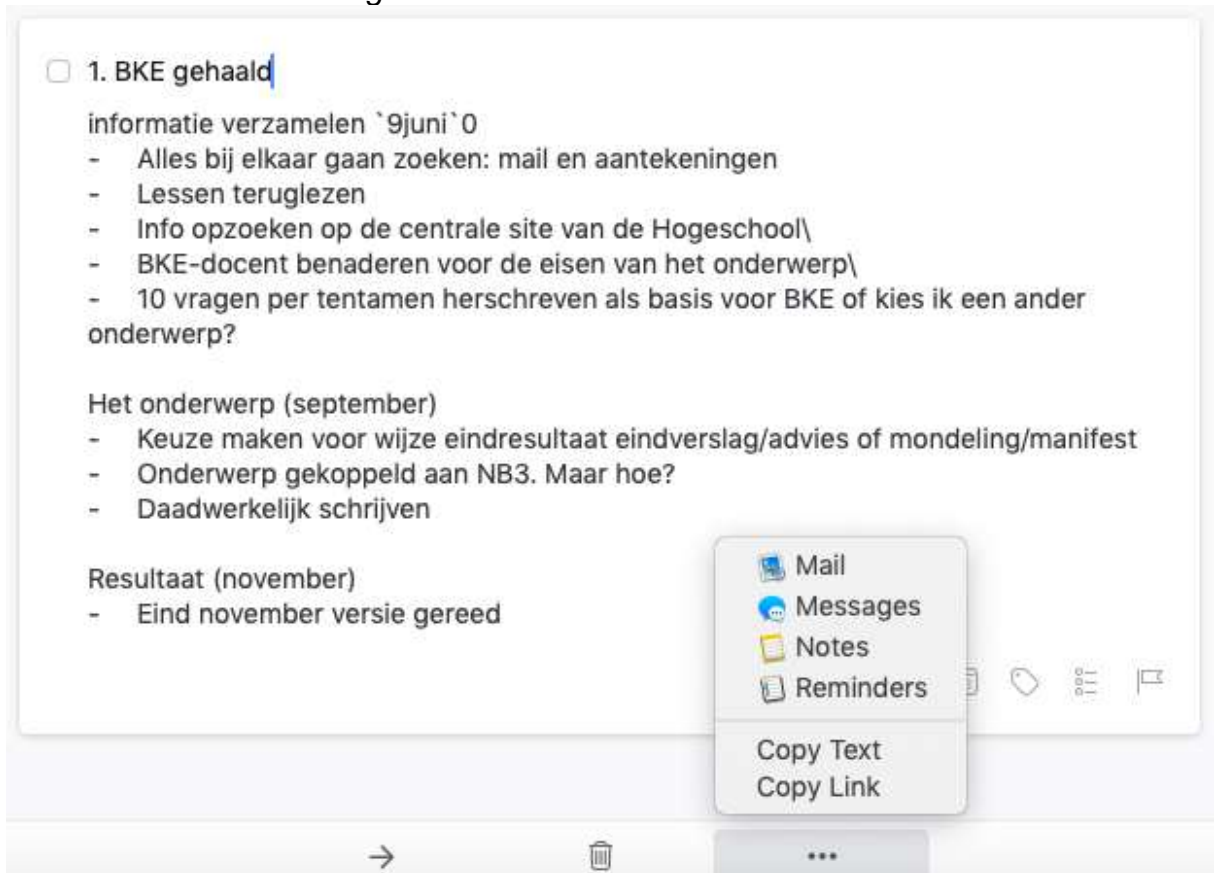 1. BKE gehaald
informatie verzamelen `9juni`0
- Alles bij elkaar gaan zoeken: mail en aantekeningen
- Lessen teruglezen
- Info opzoeken op de centrale site van de Hogeschool\
- BKE-docent benaderen voor de eisen van het onderwerp\
- 10 vragen per tentamen herschreven als basis voor BKE of kies ik een ander
onderwerp?
Het onderwerp (september)
- Keuze maken voor wijze eindresultaat eindverslag/advies of mondeling/manifest
- Onderwerp gekoppeld aan NB3. Maar hoe?
- Daadwerkelijk schrijven
Resultaat (november)
- Eind november versie gereed
Mail
Messages
Notes
Reminders
Copy Text
Copy Link